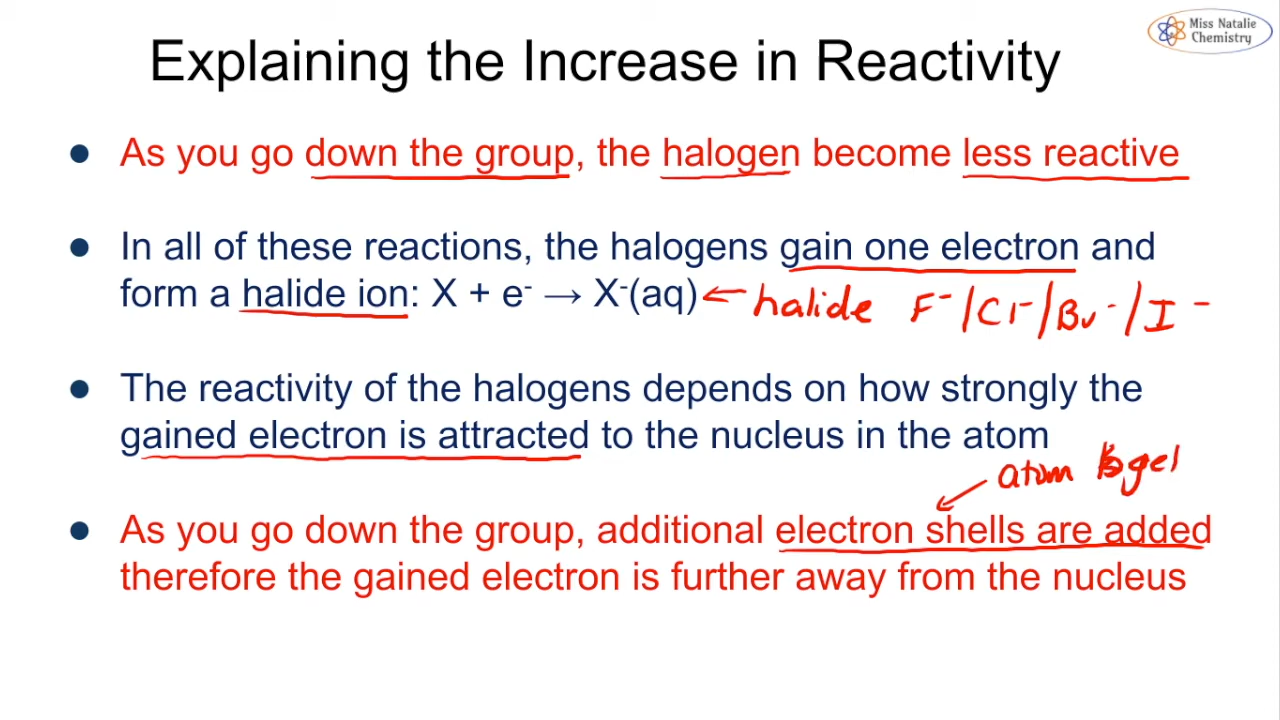 Miss Natalie
Chemistry
Explaining the Increase in Reactivity
● As you go down the group, the halogen become less reactive
● In all of these reactions, the halogens gain one electron and
form a halide ion: X + e⁻ → X⁻(aq) ← halide F⁻/Cl⁻/Br⁻/I⁻
● The reactivity of the halogens depends on how strongly the
gained electron is attracted to the nucleus in the atom
atom
● As you go down the group, additional electron shells are added
therefore the gained electron is further away from the nucleus